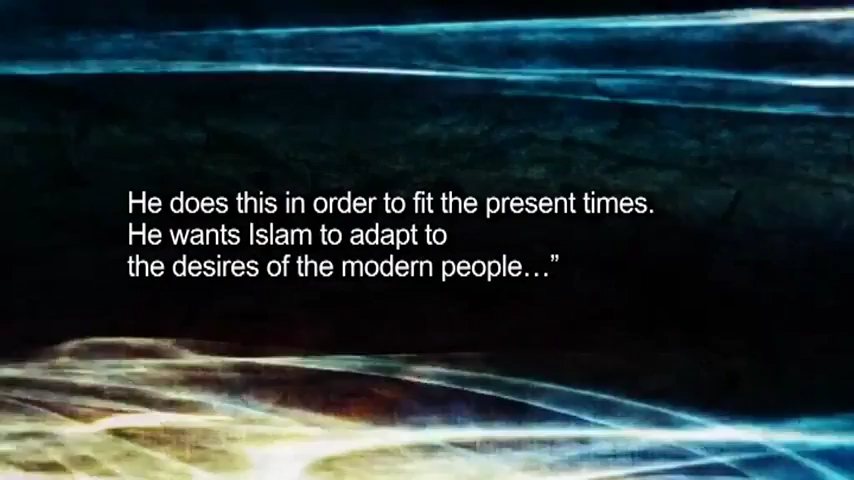 He does this in order to fit the present times.
He wants Islam to adapt to
the desires of the modern people…”